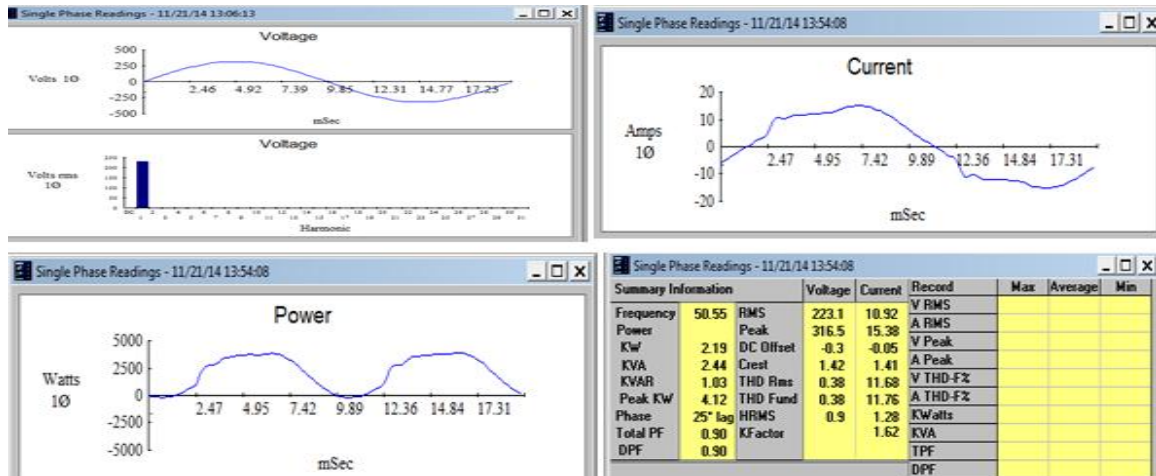 Single Phase Readings - 11/21/14 13:06:13
Voltage
500
250
Volts 1Ø 0
2.46 4.92 7.39 9.85 12.31 14.77 17.23
-250
-500
mSec
Voltage
Volts rms
1Ø
Harmonic
Single Phase Readings - 11/21/14 13:54:08
Current
20
10
Amps
1Ø
0
2.47 4.95 7.42 9.89 12.36 14.84 17.31
-10
-20
mSec
Single Phase Readings - 11/21/14 13:54:08
Power
5000
2500
Watts
1Ø
0
2.47 4.95 7.42 9.89 12.36 14.84 17.31
-2500
-5000
mSec
Single Phase Readings - 11/21/14 13:54:08
Summary Information Voltage Current Record Max Average Min
Frequency 50.55 RMS 223.1 10.92 V RMS
Power Peak 316.5 15.38 A RMS
KW 2.19 DC Offset -0.3 -0.05 V Peak
KVA 2.44 Crest 1.42 1.41 A Peak
KVAR 1.03 THD Rms 0.38 11.68 V THD-F%
Peak KW 4.12 THD Fund 0.38 11.76 A THD-F%
Phase 25° lag HRMS 0.9 1.28 KWatts
Total PF 0.90 KFactor 1.62 KVA
DPF 0.90 TPF
DPF